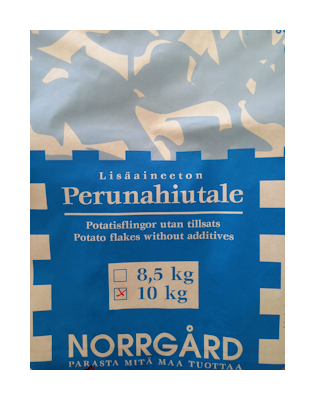 Lisäaineeton
Perunahiutale
Potatisflingor utan tillsats
Potato flakes without additives
8,5 kg
10 kg
NORRGÅRD
PARASTA MITÄ MAA TUOTTAA